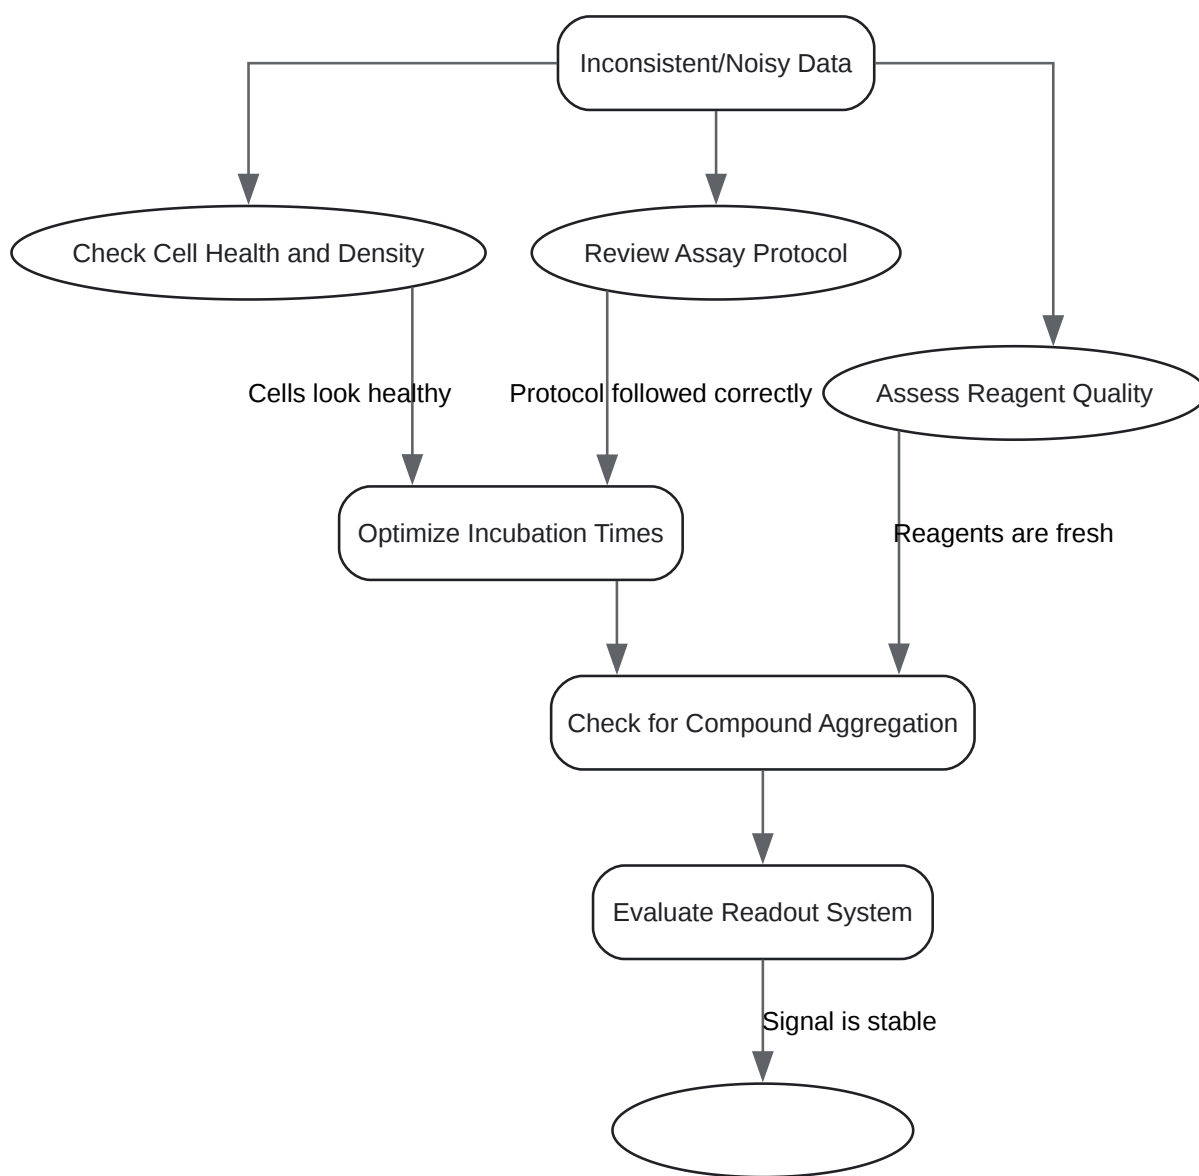 Inconsistent/Noisy Data
Check Cell Health and Density
Review Assay Protocol
Cells look healthy
Protocol followed correctly
Assess Reagent Quality
Optimize Incubation Times
Reagents are fresh
Check for Compound Aggregation
Evaluate Readout System
Signal is stable